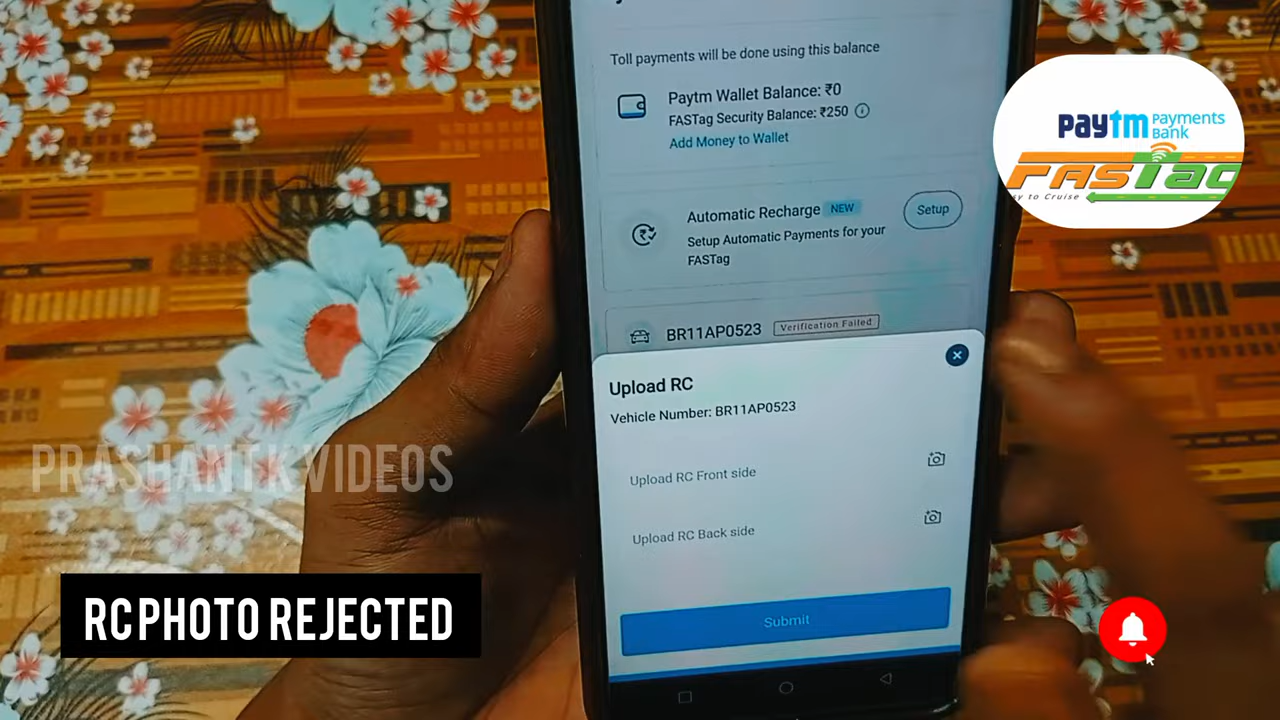 Toll payments will be done using this balance
Paytm Wallet Balance: ₹0
FASTag Security Balance: ₹250
Add Money to Wallet
Automatic Recharge NEW
Setup
Setup Automatic Payments for your
FASTag
BR11AP0523 Verification Failed
Upload RC
Vehicle Number: BR11AP0523
Upload RC Front side
Upload RC Back side
Submit
paytm Payments
Bank
FASTag
sy to Cruise
PRASHANT K VIDEOS
RC PHOTO REJECTED